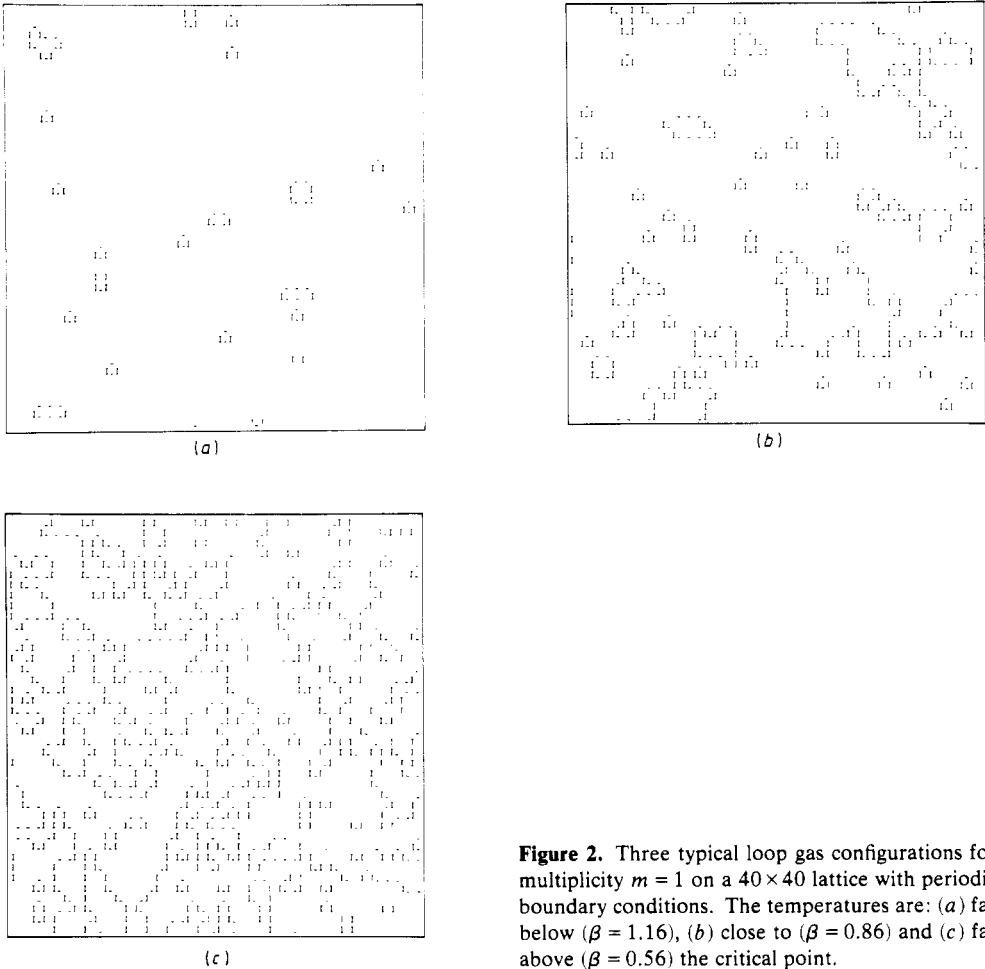 (a)
(b)
(c)
Figure 2. Three typical loop gas configurations fo
multiplicity m = 1 on a 40 × 40 lattice with periodi
boundary conditions. The temperatures are: (a) fa
below (β = 1.16), (b) close to (β = 0.86) and (c) fa
above (β = 0.56) the critical point.